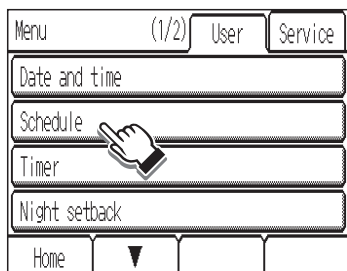 Menu (1/2) User Service
Date and time
Schedule
Timer
Night setback
Home ▼